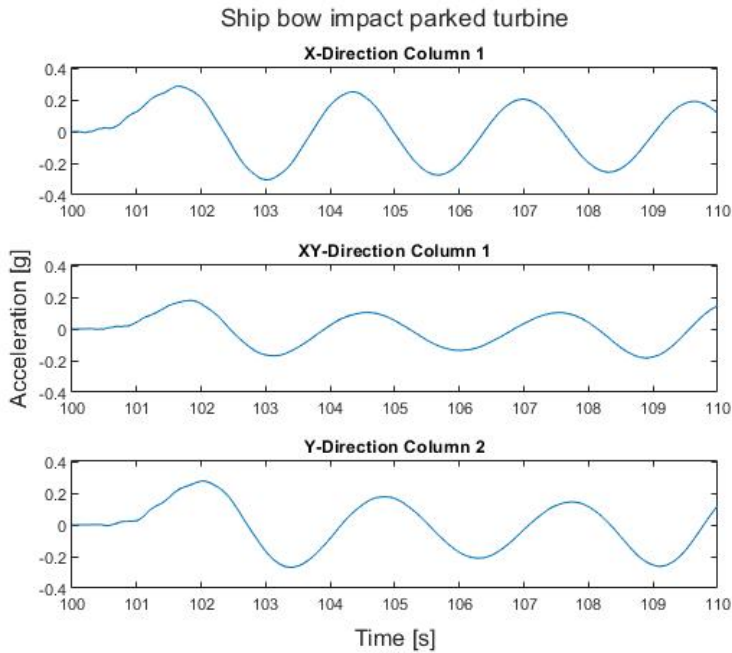 Ship bow impact parked turbine
X-Direction Column 1
0.4
0.2
0
-0.2
-0.4
100 101 102 103 104 105 106 107 108 109 110
XY-Direction Column 1
0.4
0.2
0
-0.2
-0.4
100 101 102 103 104 105 106 107 108 109 110
Acceleration [g]
Y-Direction Column 2
0.4
0.2
0
-0.2
-0.4
100 101 102 103 104 105 106 107 108 109 110
Time [s]